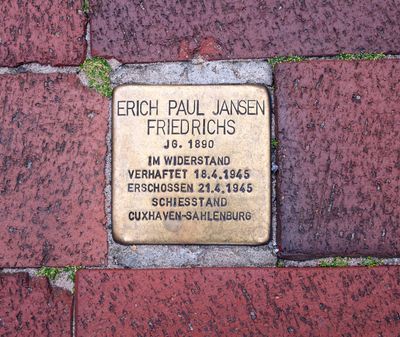 ERICH PAUL JANSEN
FRIEDRICHS
JG. 1890
IM WIDERSTAND
VERHAFTET 18.4.1945
ERSCHOSSEN 21.4.1945
SCHIESSTAND
CUXHAVEN-SAHLENBURG